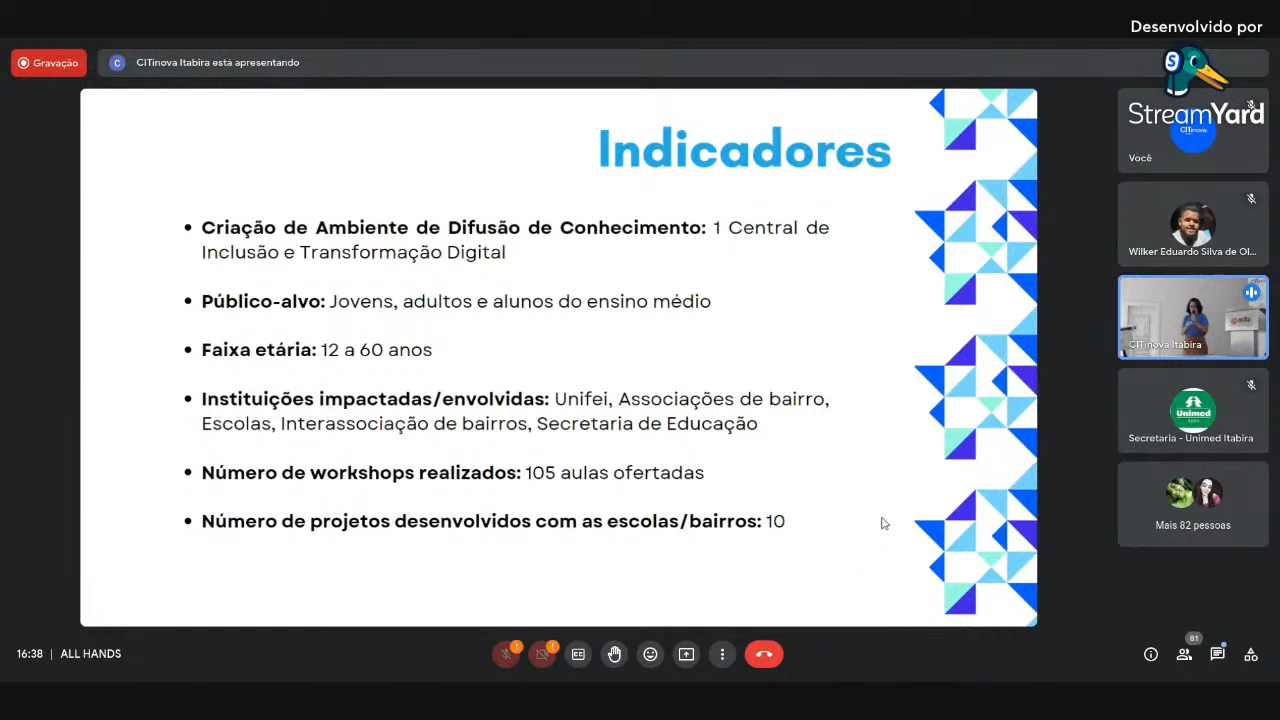 Desenvolvido por
StreamYard
Gravação
CITinova Itabira está apresentando
Indicadores
• Criação de Ambiente de Difusão de Conhecimento: 1 Central de
Inclusão e Transformação Digital
• Público-alvo: Jovens, adultos e alunos do ensino médio
• Faixa etária: 12 a 60 anos
• Instituições impactadas/envolvidas: Unifei, Associações de bairro,
Escolas, Interassociação de bairros, Secretaria de Educação
• Número de workshops realizados: 105 aulas ofertadas
• Número de projetos desenvolvidos com as escolas/bairros: 10
CITinova
Você
Wilker Eduardo Silva de Ol...
CITinova Itabira
Unimed
Secretaria - Unimed Itabira
Mais 82 pessoas
16:38 | ALL HANDS
CC
81